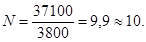 N = 37100/3800 = 9,9 ≈ 10.